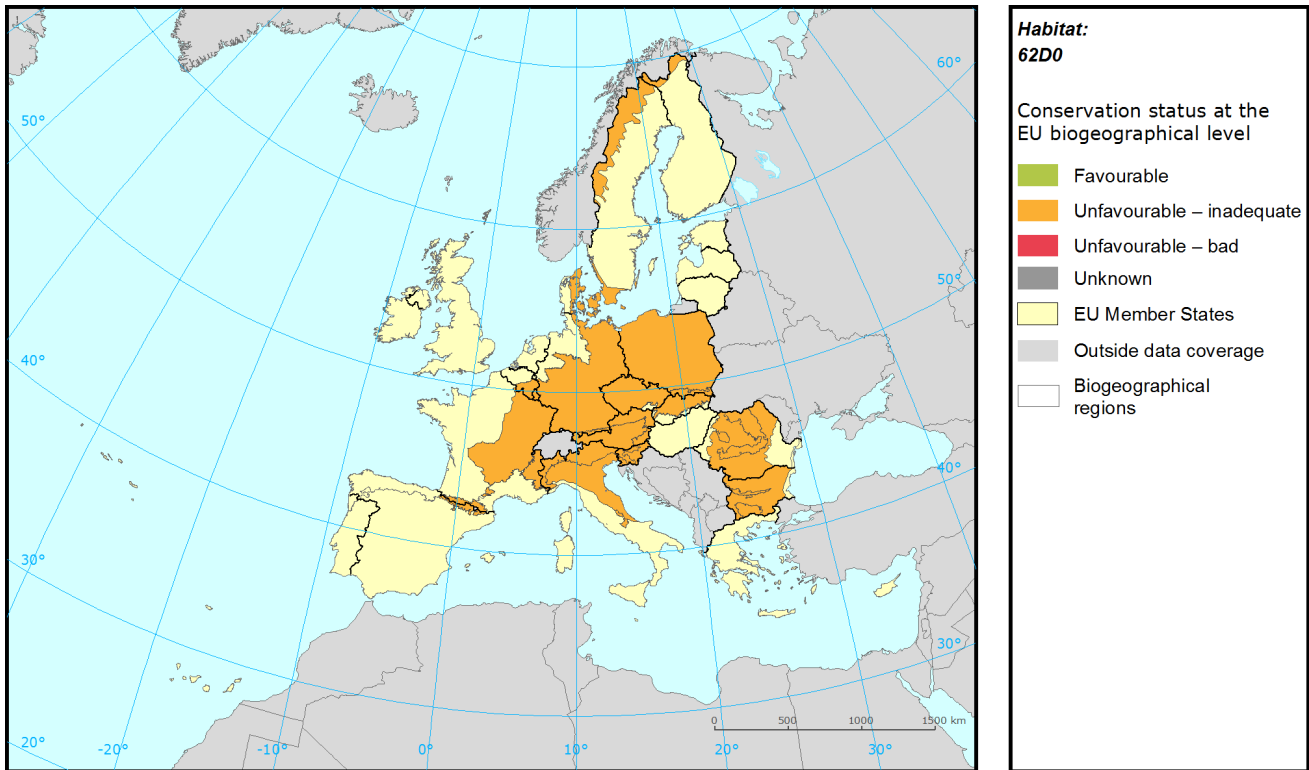 Habitat:
62D0
Conservation status at the
EU biogeographical level
Favourable
Unfavourable – inadequate
Unfavourable – bad
Unknown
EU Member States
Outside data coverage
Biogeographical
regions
60°
50°
50°
40°
40°
30°
30°
20°
-20°
-10°
0°
10°
20°
30°
0
500
1000
1500 km